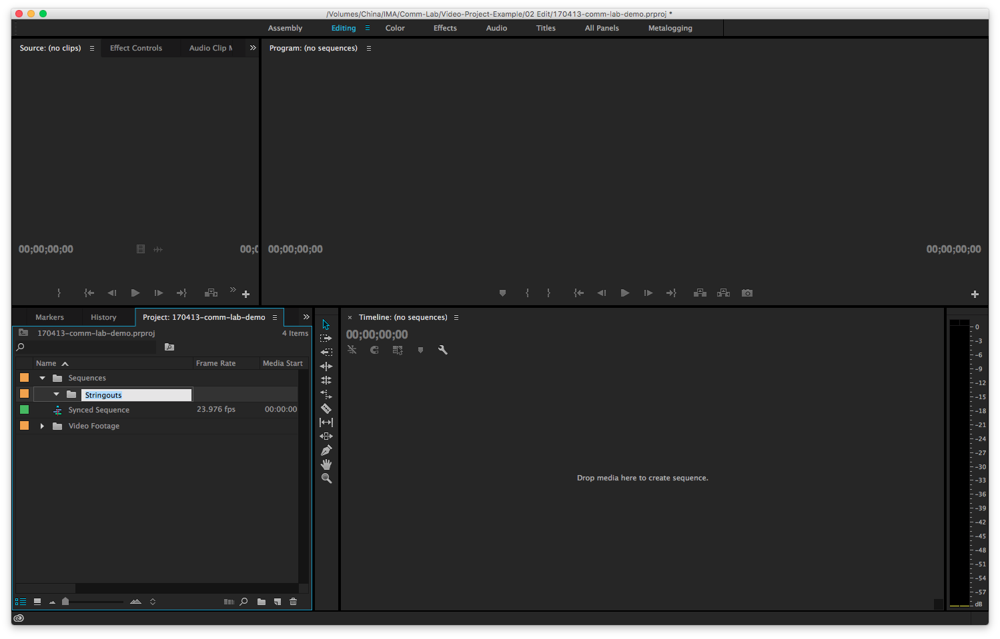 /Volumes/China/IMA/Comm-Lab/Video-Project-Example/02 Edit/170413-comm-lab-demo.prproj *
Assembly Editing Color Effects Audio Titles All Panels Metalogging
Source: (no clips) Effect Controls Audio Clip M
Program: (no sequences)
00;00;00;00 00;0
00;00;00;00 00;00;00;00
Markers History Project: 170413-comm-lab-demo
170413-comm-lab-demo.prproj 4 Items
Name Frame Rate Media Start
Sequences
Stringouts
Synced Sequence 23.976 fps 00:00:00
Video Footage
× Timeline: (no sequences)
00;00;00;00
Drop media here to create sequence.
0
-3
-6
-9
-12
-15
-18
-21
-24
-27
-30
-33
-36
-39
-42
-45
-48
-51
-54
-57
dB